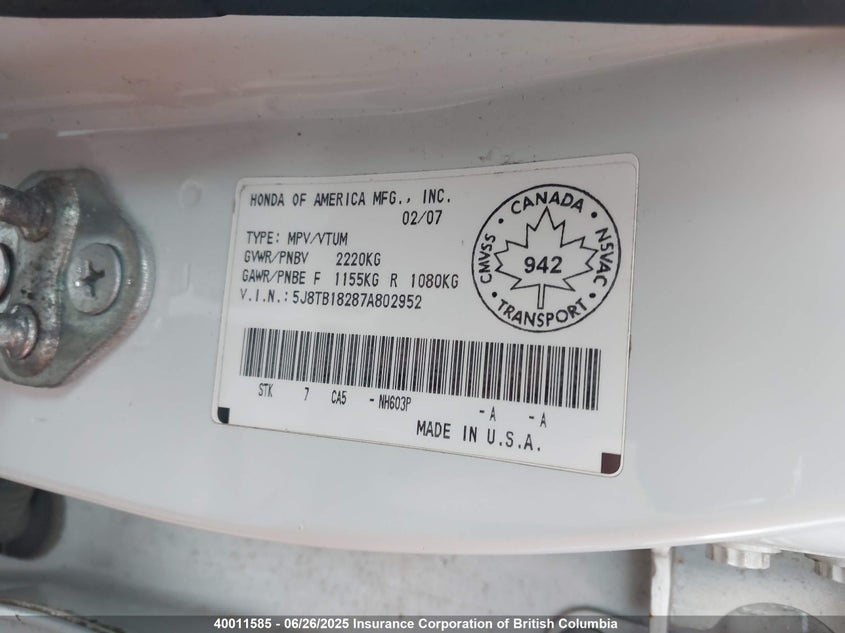 HONDA OF AMERICA MFG., INC.
02/07
TYPE: MPV/VTUM
GVWR/PNBV 2220KG
GAWR/PNBE F 1155KG R 1080KG
V.I.N.: 5J8TB18287A802952
CANADA
CMVSS
NSVAC
942
TRANSPORT
STK 7 CA5 -NH603P -A -A
MADE IN U.S.A.
40011585 - 06/26/2025 Insurance Corporation of British Columbia